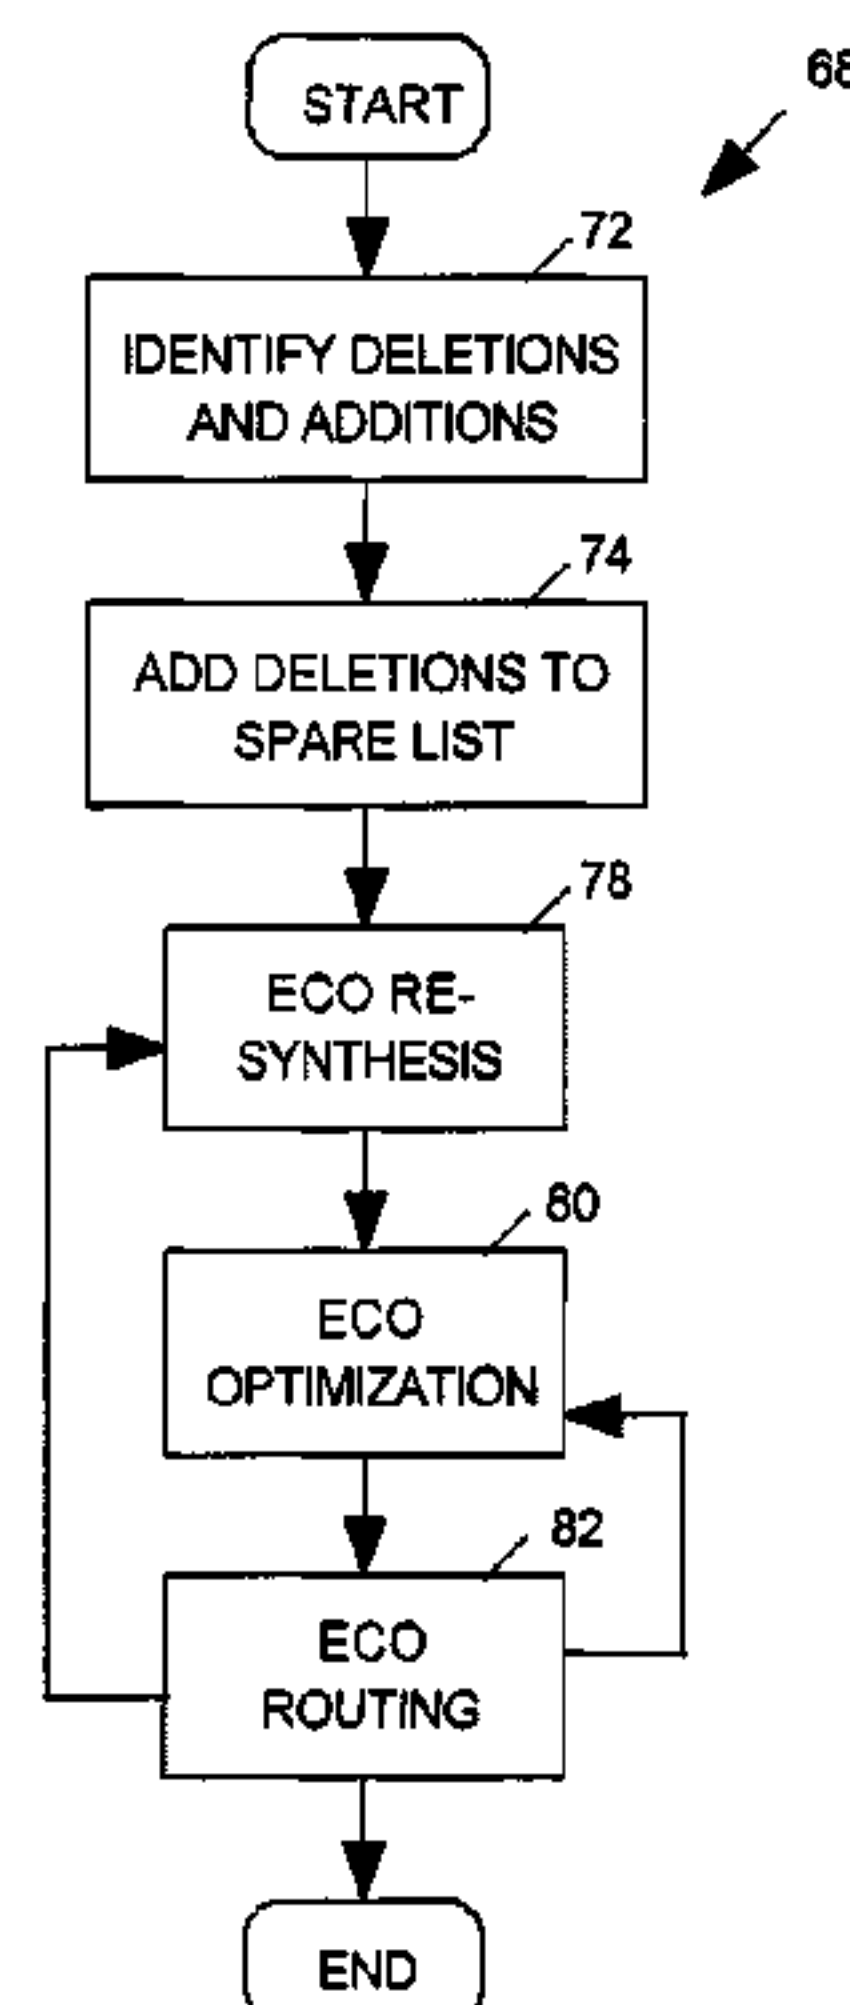 START
68
72
IDENTIFY DELETIONS
AND ADDITIONS
74
ADD DELETIONS TO
SPARE LIST
78
ECO RE-
SYNTHESIS
80
ECO
OPTIMIZATION
82
ECO
ROUTING
END